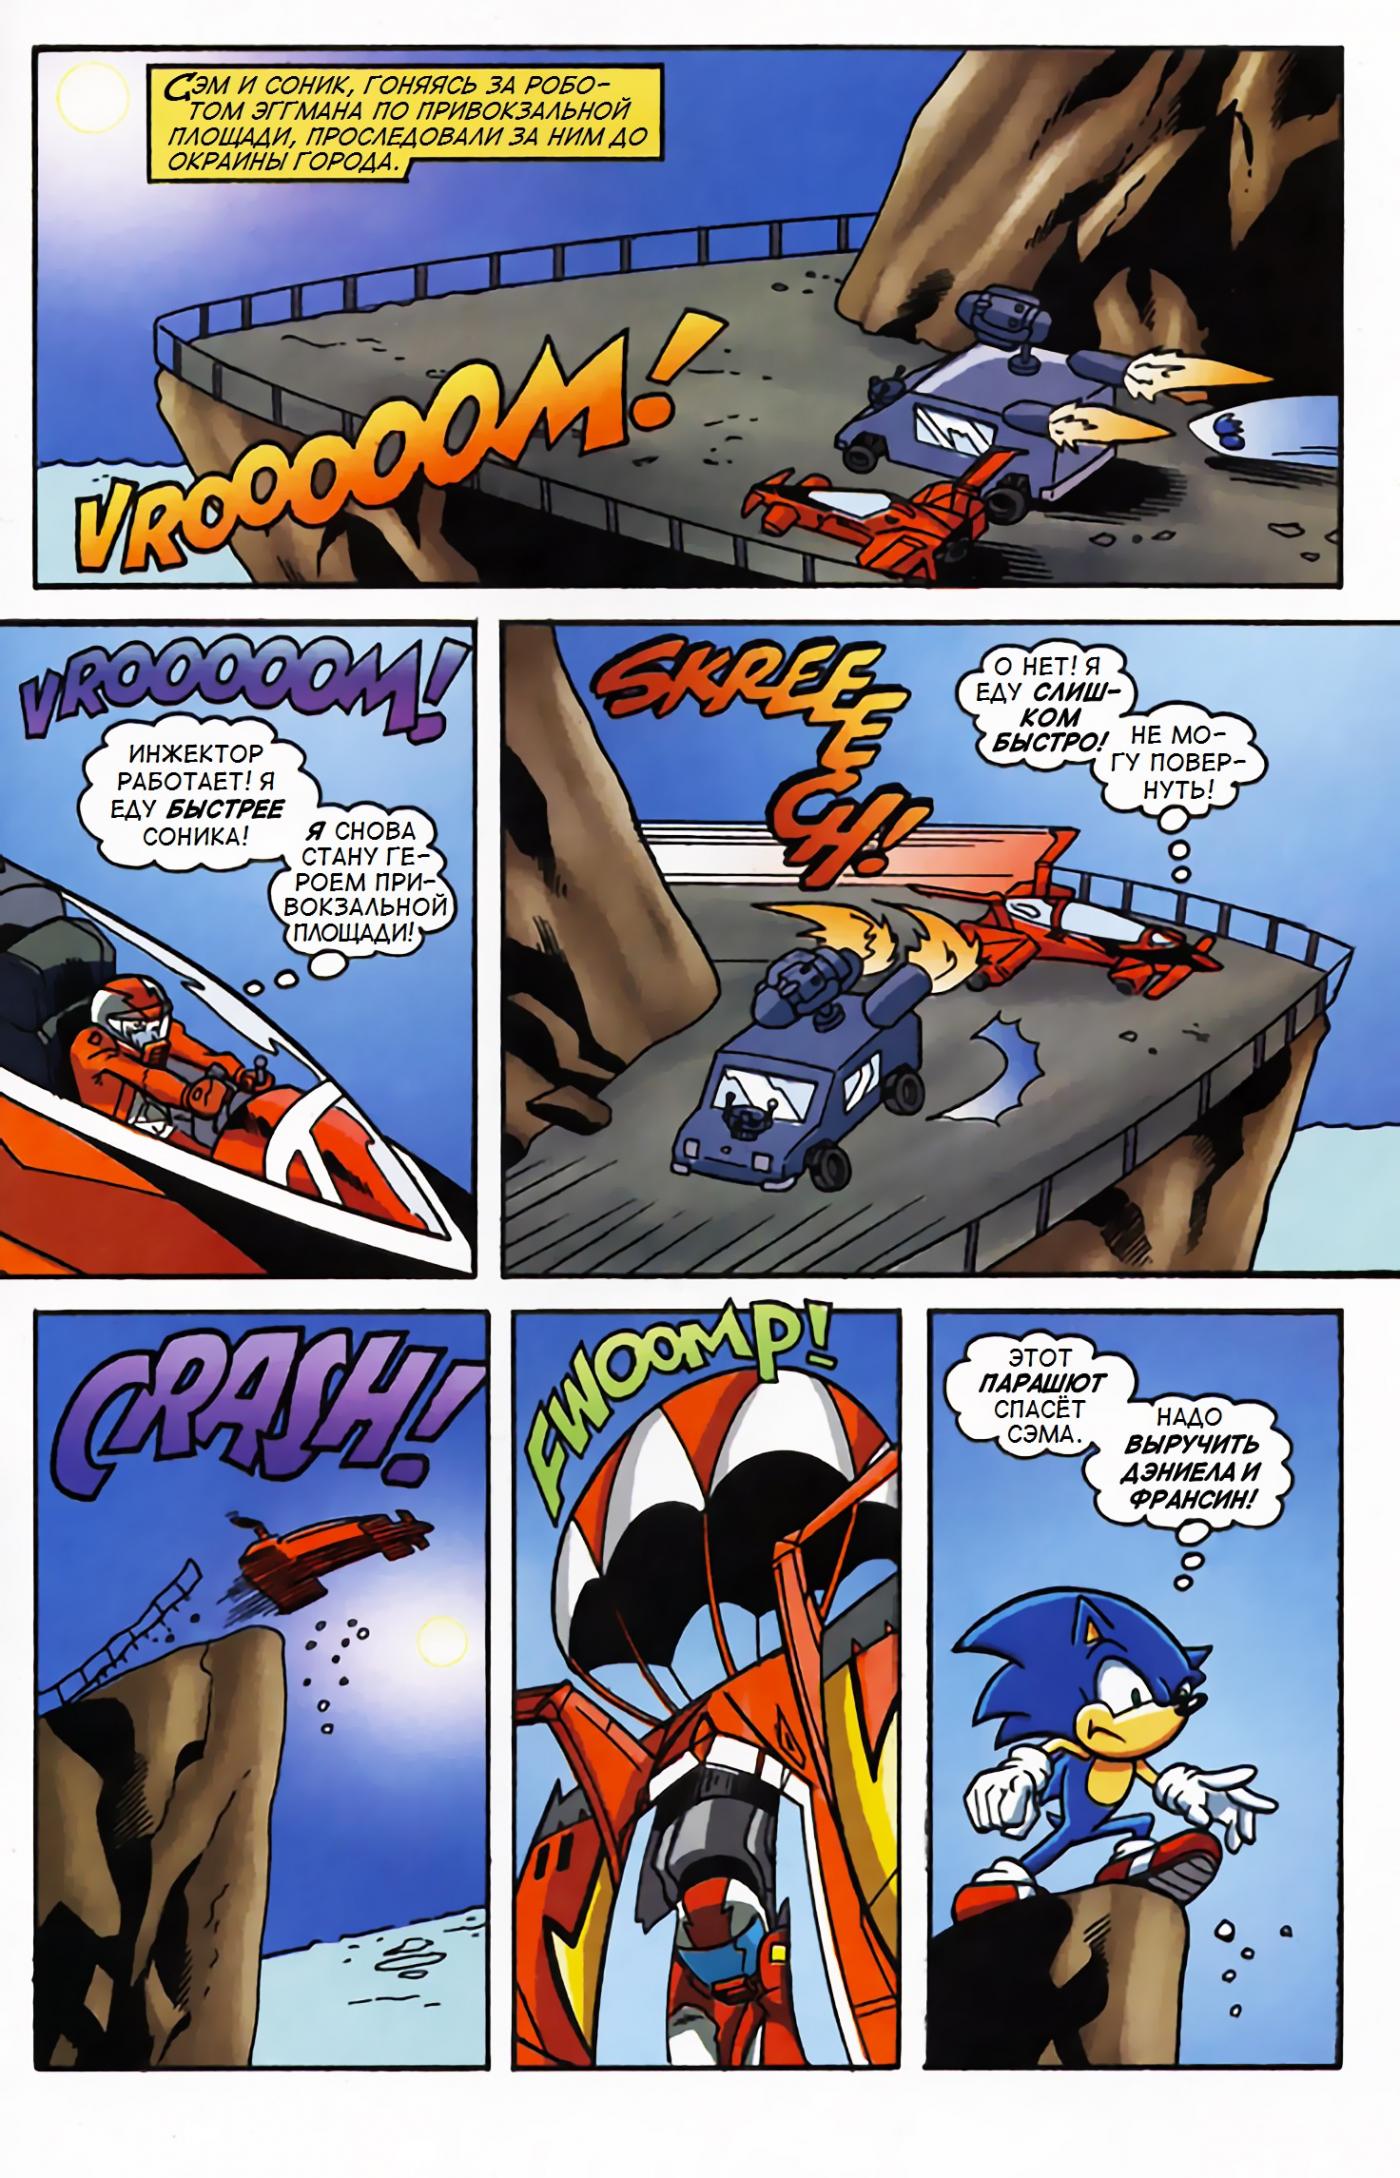 СЭМ И СОНИК, ГОНЯЯСЬ ЗА РОБО-
ТОМ ЭГГМАНА ПО ПРИВОКЗАЛЬНОЙ
ПЛОЩАДИ, ПРОСЛЕДОВАЛИ ЗА НИМ ДО
ОКРАИНЫ ГОРОДА.
VROOOOOM!
VROOOOOM!
ИНЖЕКТОР
РАБОТАЕТ! Я
ЕДУ БЫСТРЕЕ
СОНИКА!
Я СНОВА
СТАНУ ГЕ-
РОЕМ ПРИ-
ВОКЗАЛЬНОЙ
ПЛОЩАДИ!
SKREEEECH!
О НЕТ! Я
ЕДУ СЛИШ-
КОМ
БЫСТРО!
НЕ МО-
ГУ ПОВЕР-
НУТЬ!
CRASH!
FWOOMP!
ЭТОТ
ПАРАШЮТ
СПАСЁТ
СЭМА.
НАДО
ВЫРУЧИТЬ
ДЭНИЕЛА И
ФРАНСИН!